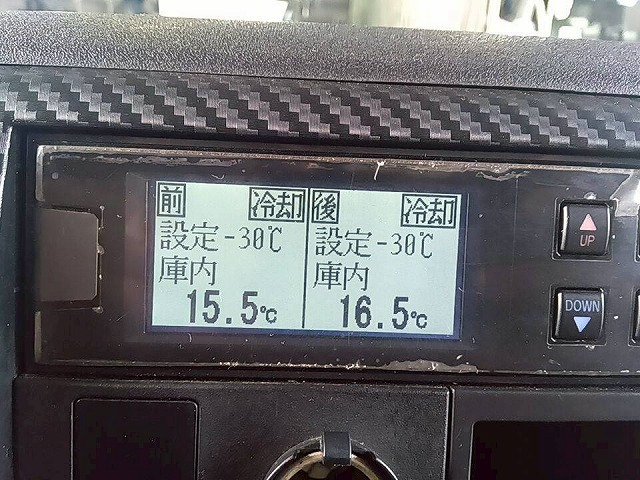 前 冷却
設定-30℃
庫内
15.5℃
後 冷却
設定-30℃
庫内
16.5℃
UP
DOWN